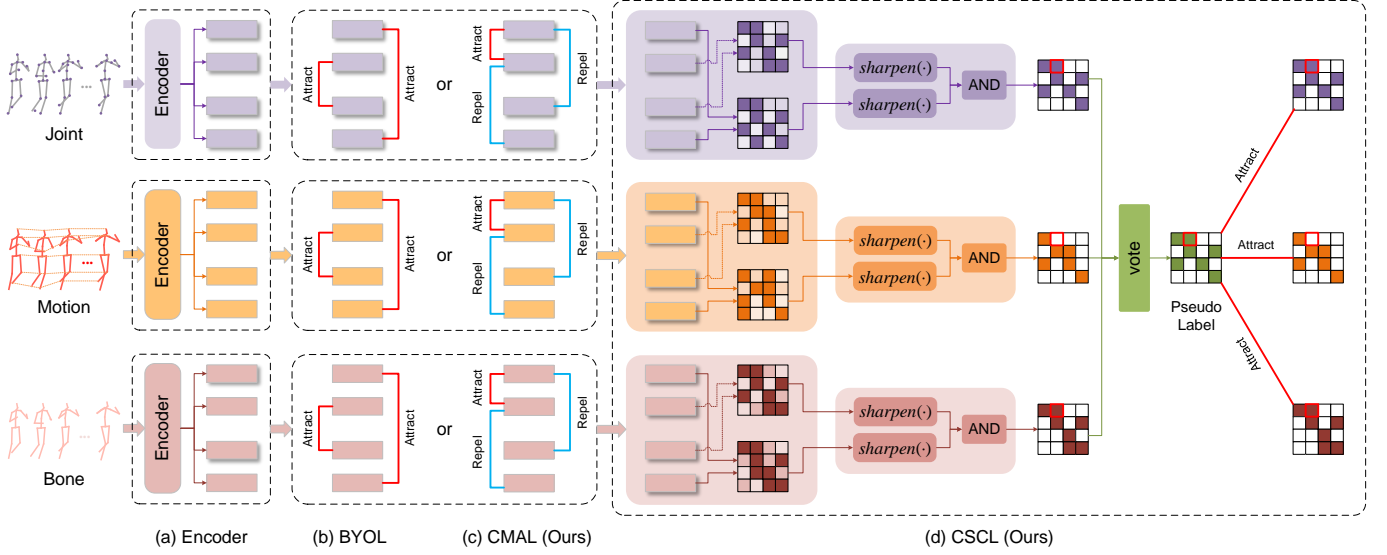 Joint
Encoder
Attract
Attract
or
Attract
Repel
Repel
sharpen(·)
sharpen(·)
AND
Motion
...
Encoder
Attract
Attract
or
Attract
Repel
Repel
sharpen(·)
sharpen(·)
AND
vote
Pseudo
Label
Attract
Attract
Attract
Bone
...
Encoder
Attract
Attract
or
Attract
Repel
Repel
sharpen(·)
sharpen(·)
AND
(a) Encoder
(b) BYOL
(c) CMAL (Ours)
(d) CSCL (Ours)